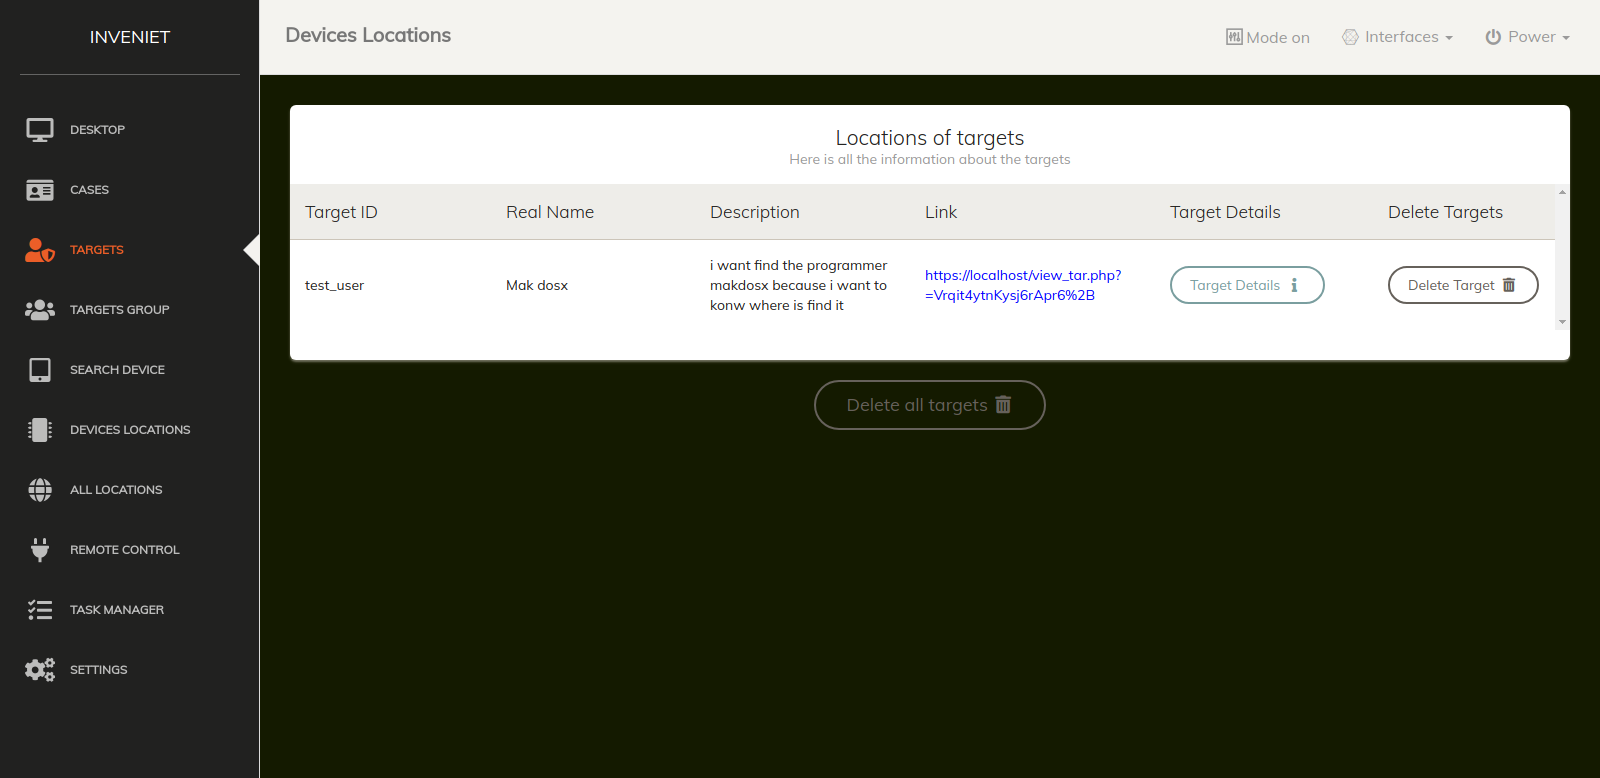 INVENIET
DESKTOP
CASES
TARGETS
TARGETS GROUP
SEARCH DEVICE
DEVICES LOCATIONS
ALL LOCATIONS
REMOTE CONTROL
TASK MANAGER
SETTINGS
Devices Locations
Mode on
Interfaces
Power
Locations of targets
Here is all the information about the targets
Target ID
Real Name
Description
Link
Target Details
Delete Targets
test_user
Mak dosx
i want find the programmer
makdosx because i want to
konw where is find it
https://localhost/view_tar.php?
=Vrqit4ytnKysj6rApr6%2B
Target Details
Delete Target
Delete all targets